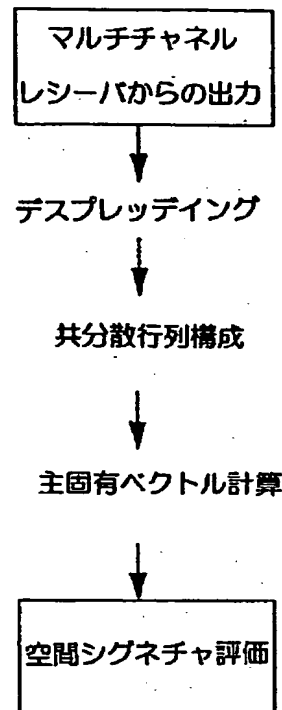 マルチチャネル
レシーバからの出力
デスプレッデイング
共分散行列構成
主固有ベクトル計算
空間シグネチャ評価